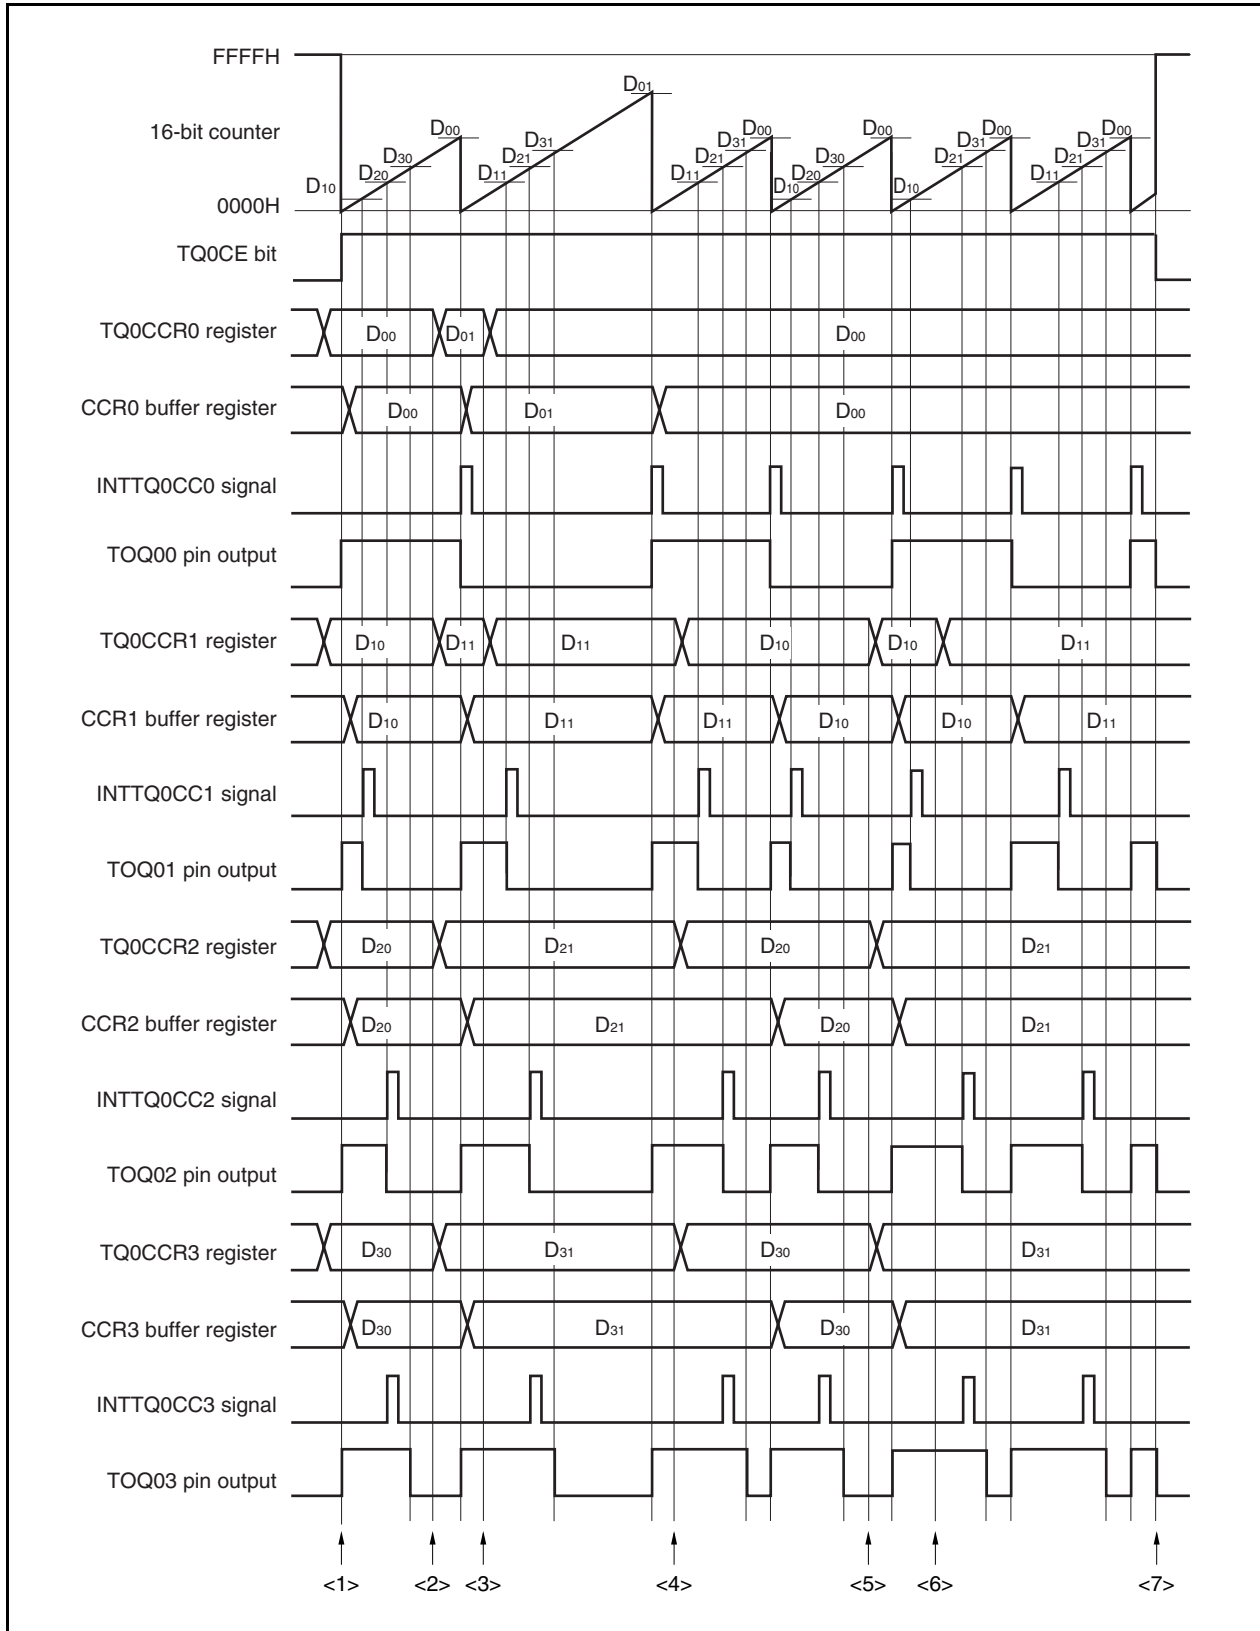 FFFFH
D01
16-bit counter
D00 D00 D00 D00 D00
D30 D31 D31 D30 D31 D31
D20 D21 D21 D21 D21
D10 D11 D11 D10 D20 D10 D11
0000H
TQ0CE bit
TQ0CCR0 register D00 D01 D00
CCR0 buffer register D00 D01 D00
INTTQ0CC0 signal
TOQ00 pin output
TQ0CCR1 register D10 D11 D11 D10 D10 D11
CCR1 buffer register D10 D11 D11 D10 D10 D11
INTTQ0CC1 signal
TOQ01 pin output
TQ0CCR2 register D20 D21 D20 D21
CCR2 buffer register D20 D21 D20 D21
INTTQ0CC2 signal
TOQ02 pin output
TQ0CCR3 register D30 D31 D30 D31
CCR3 buffer register D30 D31 D30 D31
INTTQ0CC3 signal
TOQ03 pin output
<1> <2> <3> <4> <5> <6> <7>